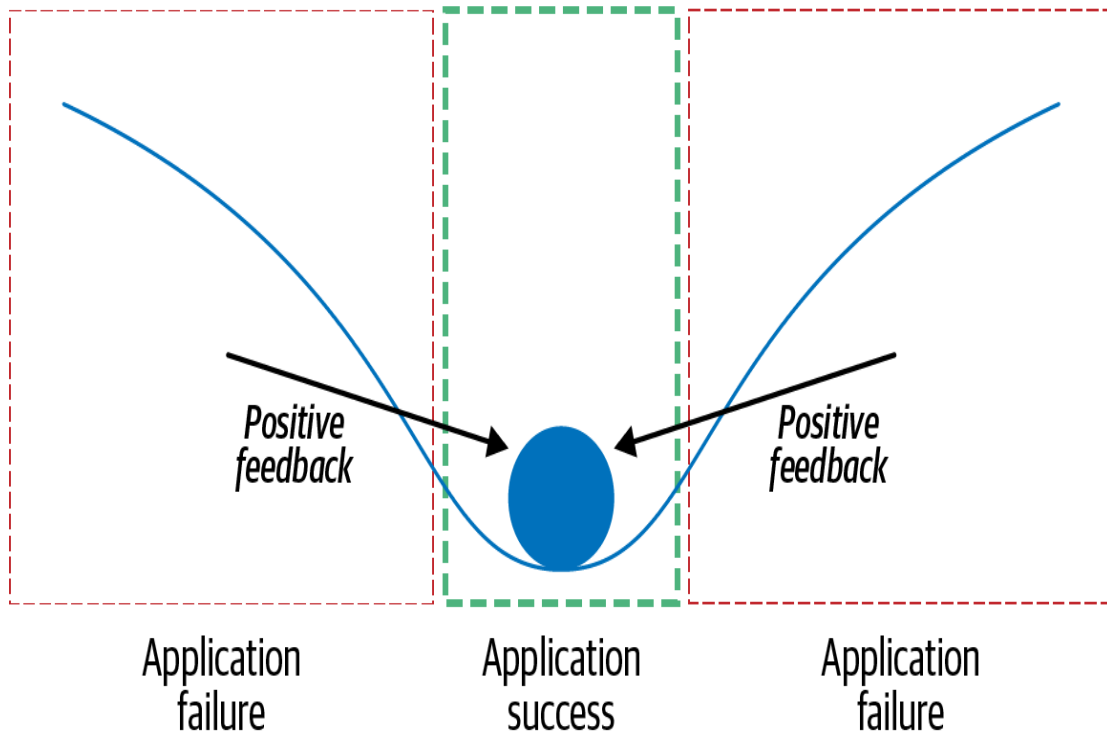 Positive
feedback
Positive
feedback
Application
failure
Application
success
Application
failure